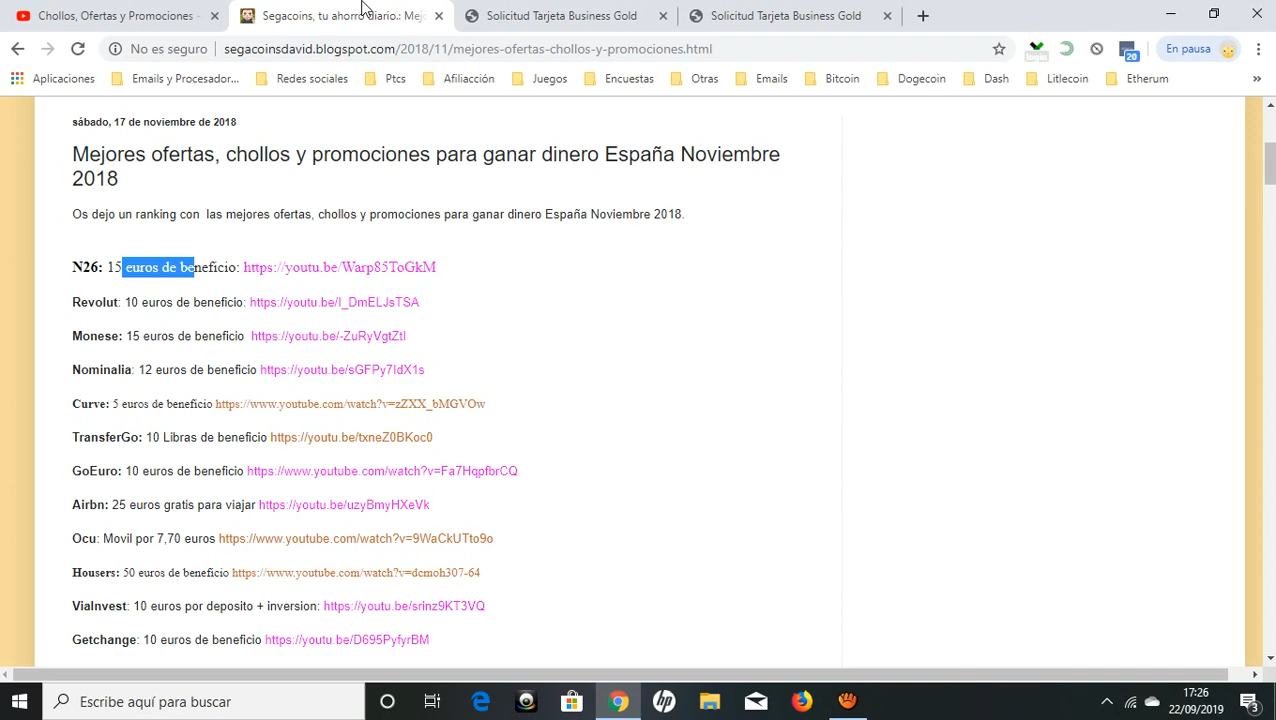 Chollos, Ofertas y Promociones -
Segacoins, tu ahorro diario.: Mejo
Solicitud Tarjeta Business Gold
Solicitud Tarjeta Business Gold
No es seguro
segacoinsdavid.blogspot.com/2018/11/mejores-ofertas-chollos-y-promociones.html
20
En pausa
Aplicaciones
Emails y Procesador...
Redes sociales
Ptcs
Afiliacción
Juegos
Encuestas
Otras
Emails
Bitcoin
Dogecoin
Dash
Litlecoin
Etherum
»
sábado, 17 de noviembre de 2018
Mejores ofertas, chollos y promociones para ganar dinero España Noviembre
2018
Os dejo un ranking con las mejores ofertas, chollos y promociones para ganar dinero España Noviembre 2018.
N26: 15 euros de beneficio: https://youtu.be/Warp85ToGkM
Revolut: 10 euros de beneficio: https://youtu.be/I_DmELJsTSA
Monese: 15 euros de beneficio https://youtu.be/-ZuRyVgtZtI
Nominalia: 12 euros de beneficio https://youtu.be/sGFPy7IdX1s
Curve: 5 euros de beneficio https://www.youtube.com/watch?v=zZXX_bMGVOw
TransferGo: 10 Libras de beneficio https://youtu.be/txneZ0BKoc0
GoEuro: 10 euros de beneficio https://www.youtube.com/watch?v=Fa7HqpfbrCQ
Airbn: 25 euros gratis para viajar https://youtu.be/uzyBmyHXeVk
Ocu: Movil por 7,70 euros https://www.youtube.com/watch?v=9WaCkUTto9o
Housers: 50 euros de beneficio https://www.youtube.com/watch?v=dcmoh307-64
ViaInvest: 10 euros por deposito + inversion: https://youtu.be/srinz9KT3VQ
Getchange: 10 euros de beneficio https://youtu.be/D695PyfyrBM
Escribe aquí para buscar
hp
17:26
22/09/2019
3